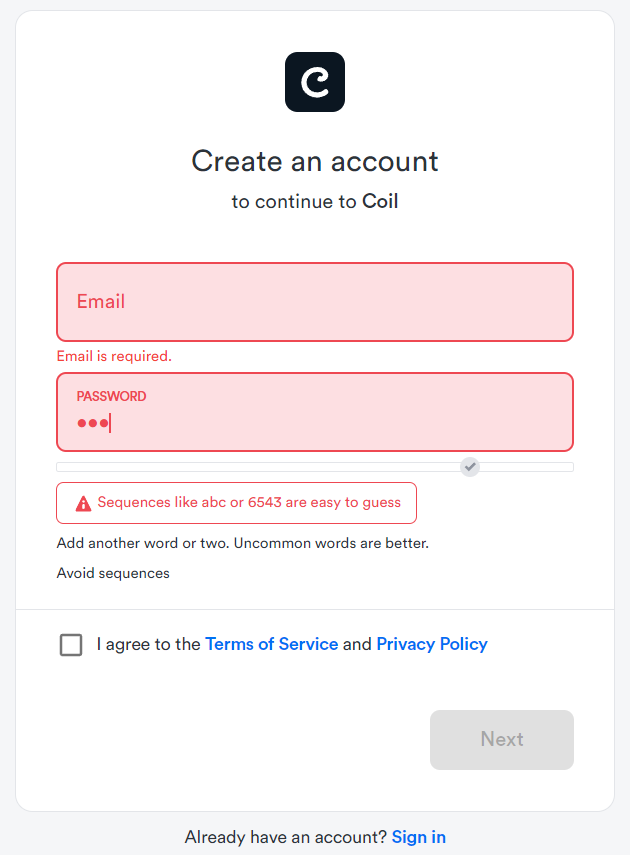 C
Create an account
to continue to Coil
Email
Email is required.
PASSWORD
•••
Sequences like abc or 6543 are easy to guess
Add another word or two. Uncommon words are better.
Avoid sequences
I agree to the Terms of Service and Privacy Policy
Next
Already have an account? Sign in